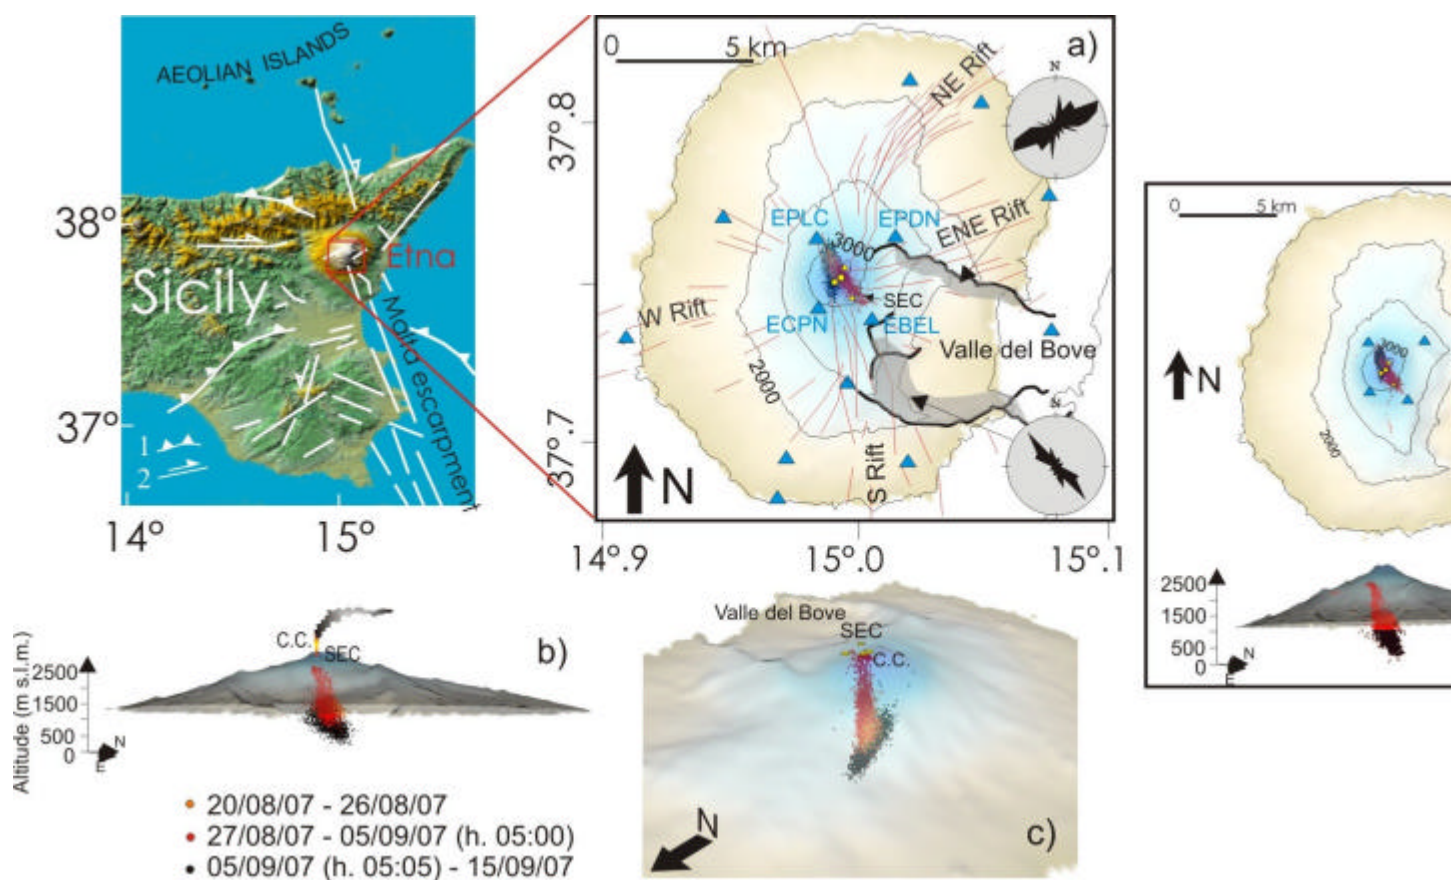 AEOLIAN ISLANDS
38°
Etna
Sicily
Malta escarpment
37°
1
2
14°
15°
0 5 km
a)
N
NE Rift
37°.8
EPLC
EPDN
3000
ENE Rift
SEC
W Rift
ECPN
EBEL
Valle del Bove
2000
N
37°.7
S Rift
N
14°.9
15°.0
15°.1
0 5 km
3000
N
2000
2500
1500
500
0
N
E
C.C.
SEC
b)
Altitude (m s.l.m.)
2500
1500
500
0
N
E
20/08/07 - 26/08/07
27/08/07 - 05/09/07 (h. 05:00)
05/09/07 (h. 05:05) - 15/09/07
Valle del Bove
SEC
C.C.
N
c)